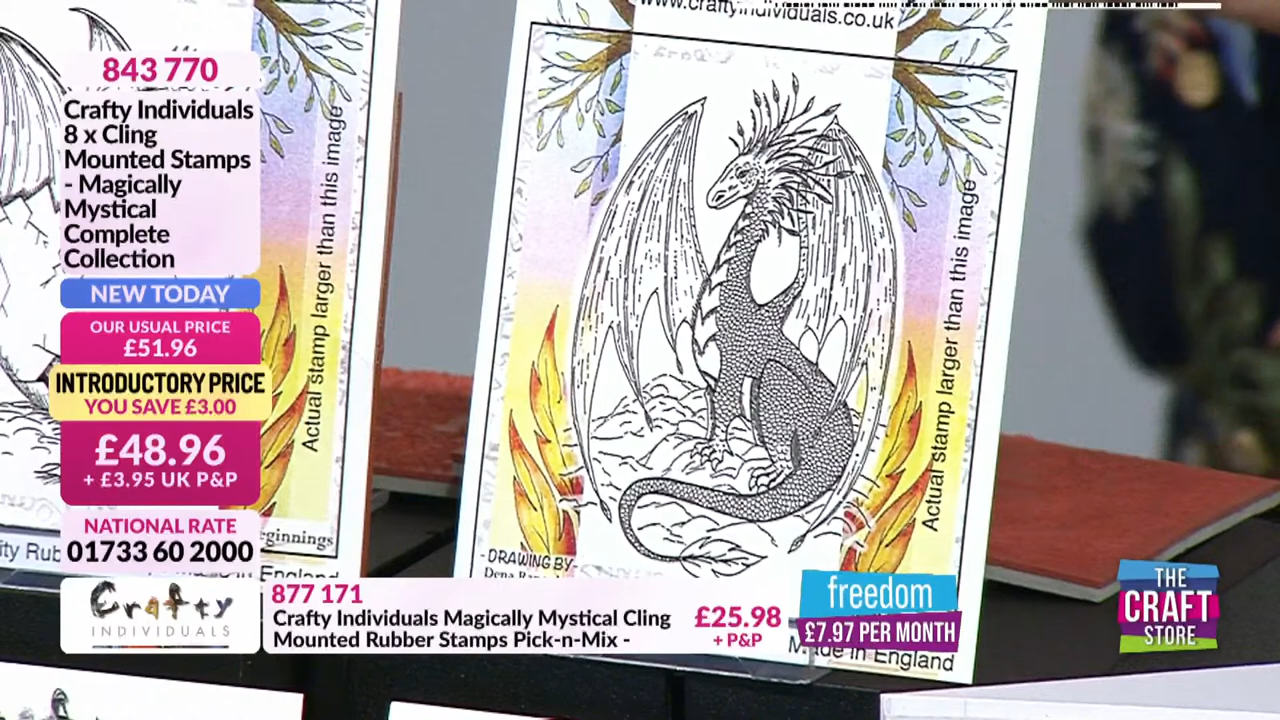 843 770
Crafty Individuals
8 x Cling
Mounted Stamps
- Magically
Mystical
Complete
Collection
NEW TODAY
OUR USUAL PRICE
£51.96
INTRODUCTORY PRICE
YOU SAVE £3.00
£48.96
+ £3.95 UK P&P
NATIONAL RATE
01733 60 2000
Crafty
INDIVIDUALS
877 171
Crafty Individuals Magically Mystical Cling
Mounted Rubber Stamps Pick-n-Mix -
£25.98
+ P&P
freedom
£7.97 PER MONTH
THE
CRAFT
STORE
www.craftyindividuals.co.uk
Actual stamp larger than this image
Actual stamp larger than this image
- DRAWING BY -
Dena
Made in England
England